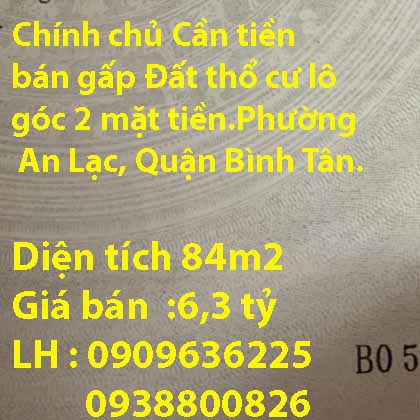 Chính chủ Cần tiền
bán gấp Đất thổ cư lô
góc 2 mặt tiền.Phường
An Lạc, Quận Bình Tân.
Diện tích 84m2
Giá bán :6,3 tỷ
LH : 0909636225
0938800826
BO 5